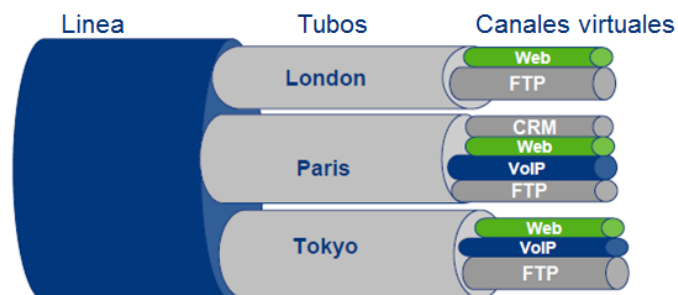 Linea
Tubos
Canales virtuales
London
Web
FTP
Paris
CRM
Web
VoIP
FTP
Tokyo
Web
VoIP
FTP